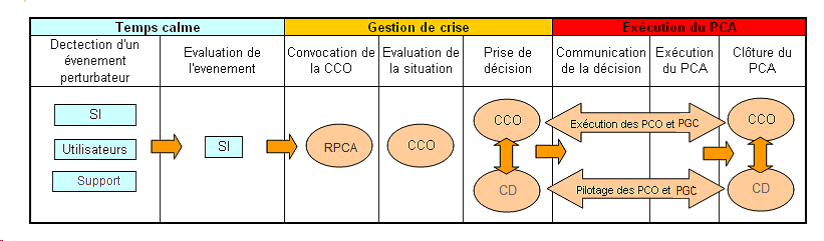 Temps calme
Gestion de crise
Exécution du PCA
Dectection d'un
évenement
perturbateur
Evaluation de
l'evenement
Convocation de
la CCO
Evaluation de
la situation
Prise de
décision
Communication
de la décision
Exécution
du PCA
Clôture du
PCA
SI
Utilisateurs
Support
SI
RPCA
CCO
CCO
CD
Exécution des PCO et PGC
Pilotage des PCO et PGC
CCO
CD